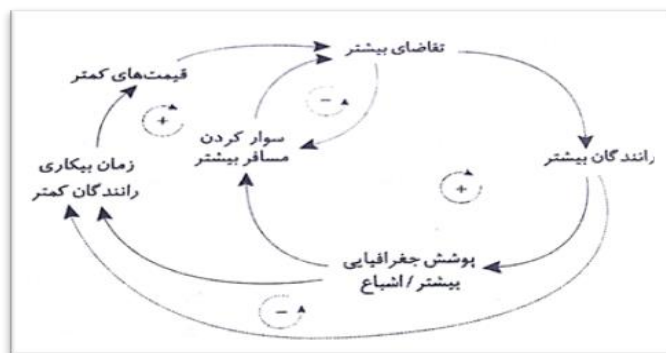 تقاضای بیشتر
قیمت‌های کمتر
-
+
سوار کردن
مسافر بیشتر
رانندگان بیشتر
زمان بیکاری
رانندگان کمتر
+
پوشش جغرافیایی
بیشتر / اشباع
-